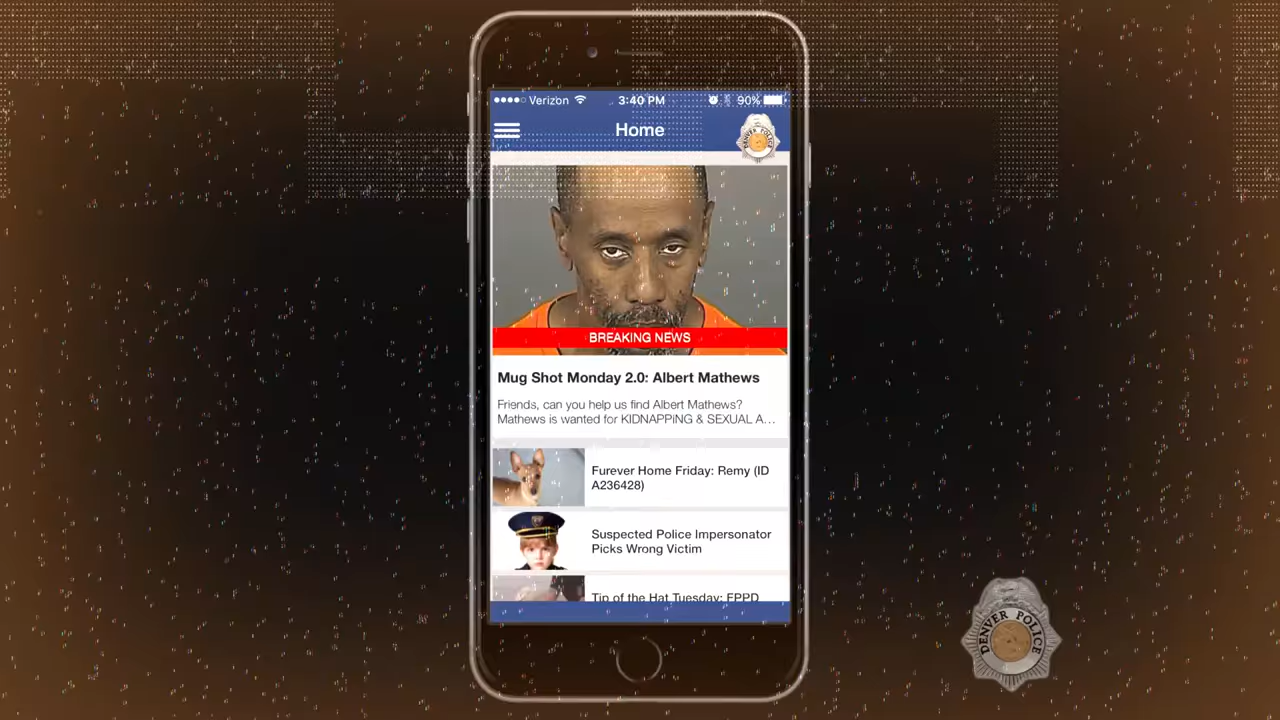 Verizon 3:40 PM 90%
Home
DENVER POLICE
BREAKING NEWS
Mug Shot Monday 2.0: Albert Mathews
Friends, can you help us find Albert Mathews?
Mathews is wanted for KIDNAPPING & SEXUAL A...
Furever Home Friday: Remy (ID
A236428)
Suspected Police Impersonator
Picks Wrong Victim
Tip of the Hat Tuesday: FPPD
DENVER POLICE